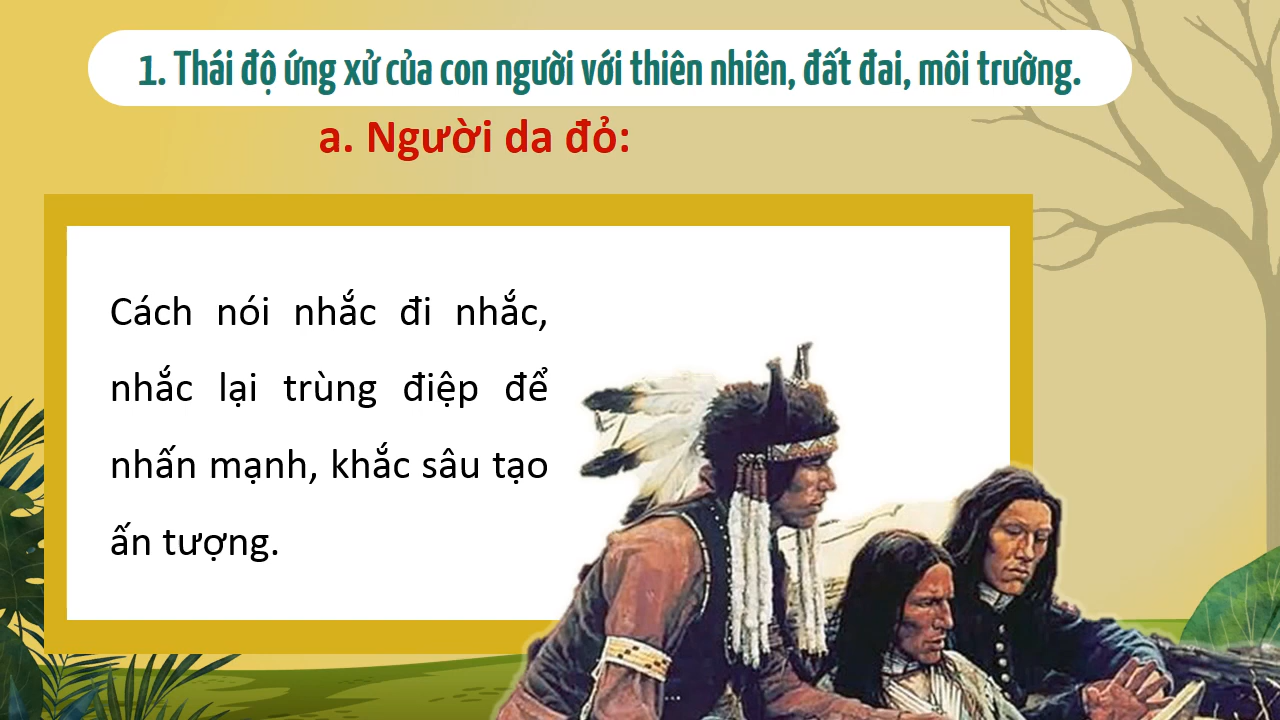 1. Thái độ ứng xử của con người với thiên nhiên, đất đai, môi trường.
a. Người da đỏ:
Cách nói nhắc đi nhắc,
nhắc lại trùng điệp để
nhấn mạnh, khắc sâu tạo
ấn tượng.